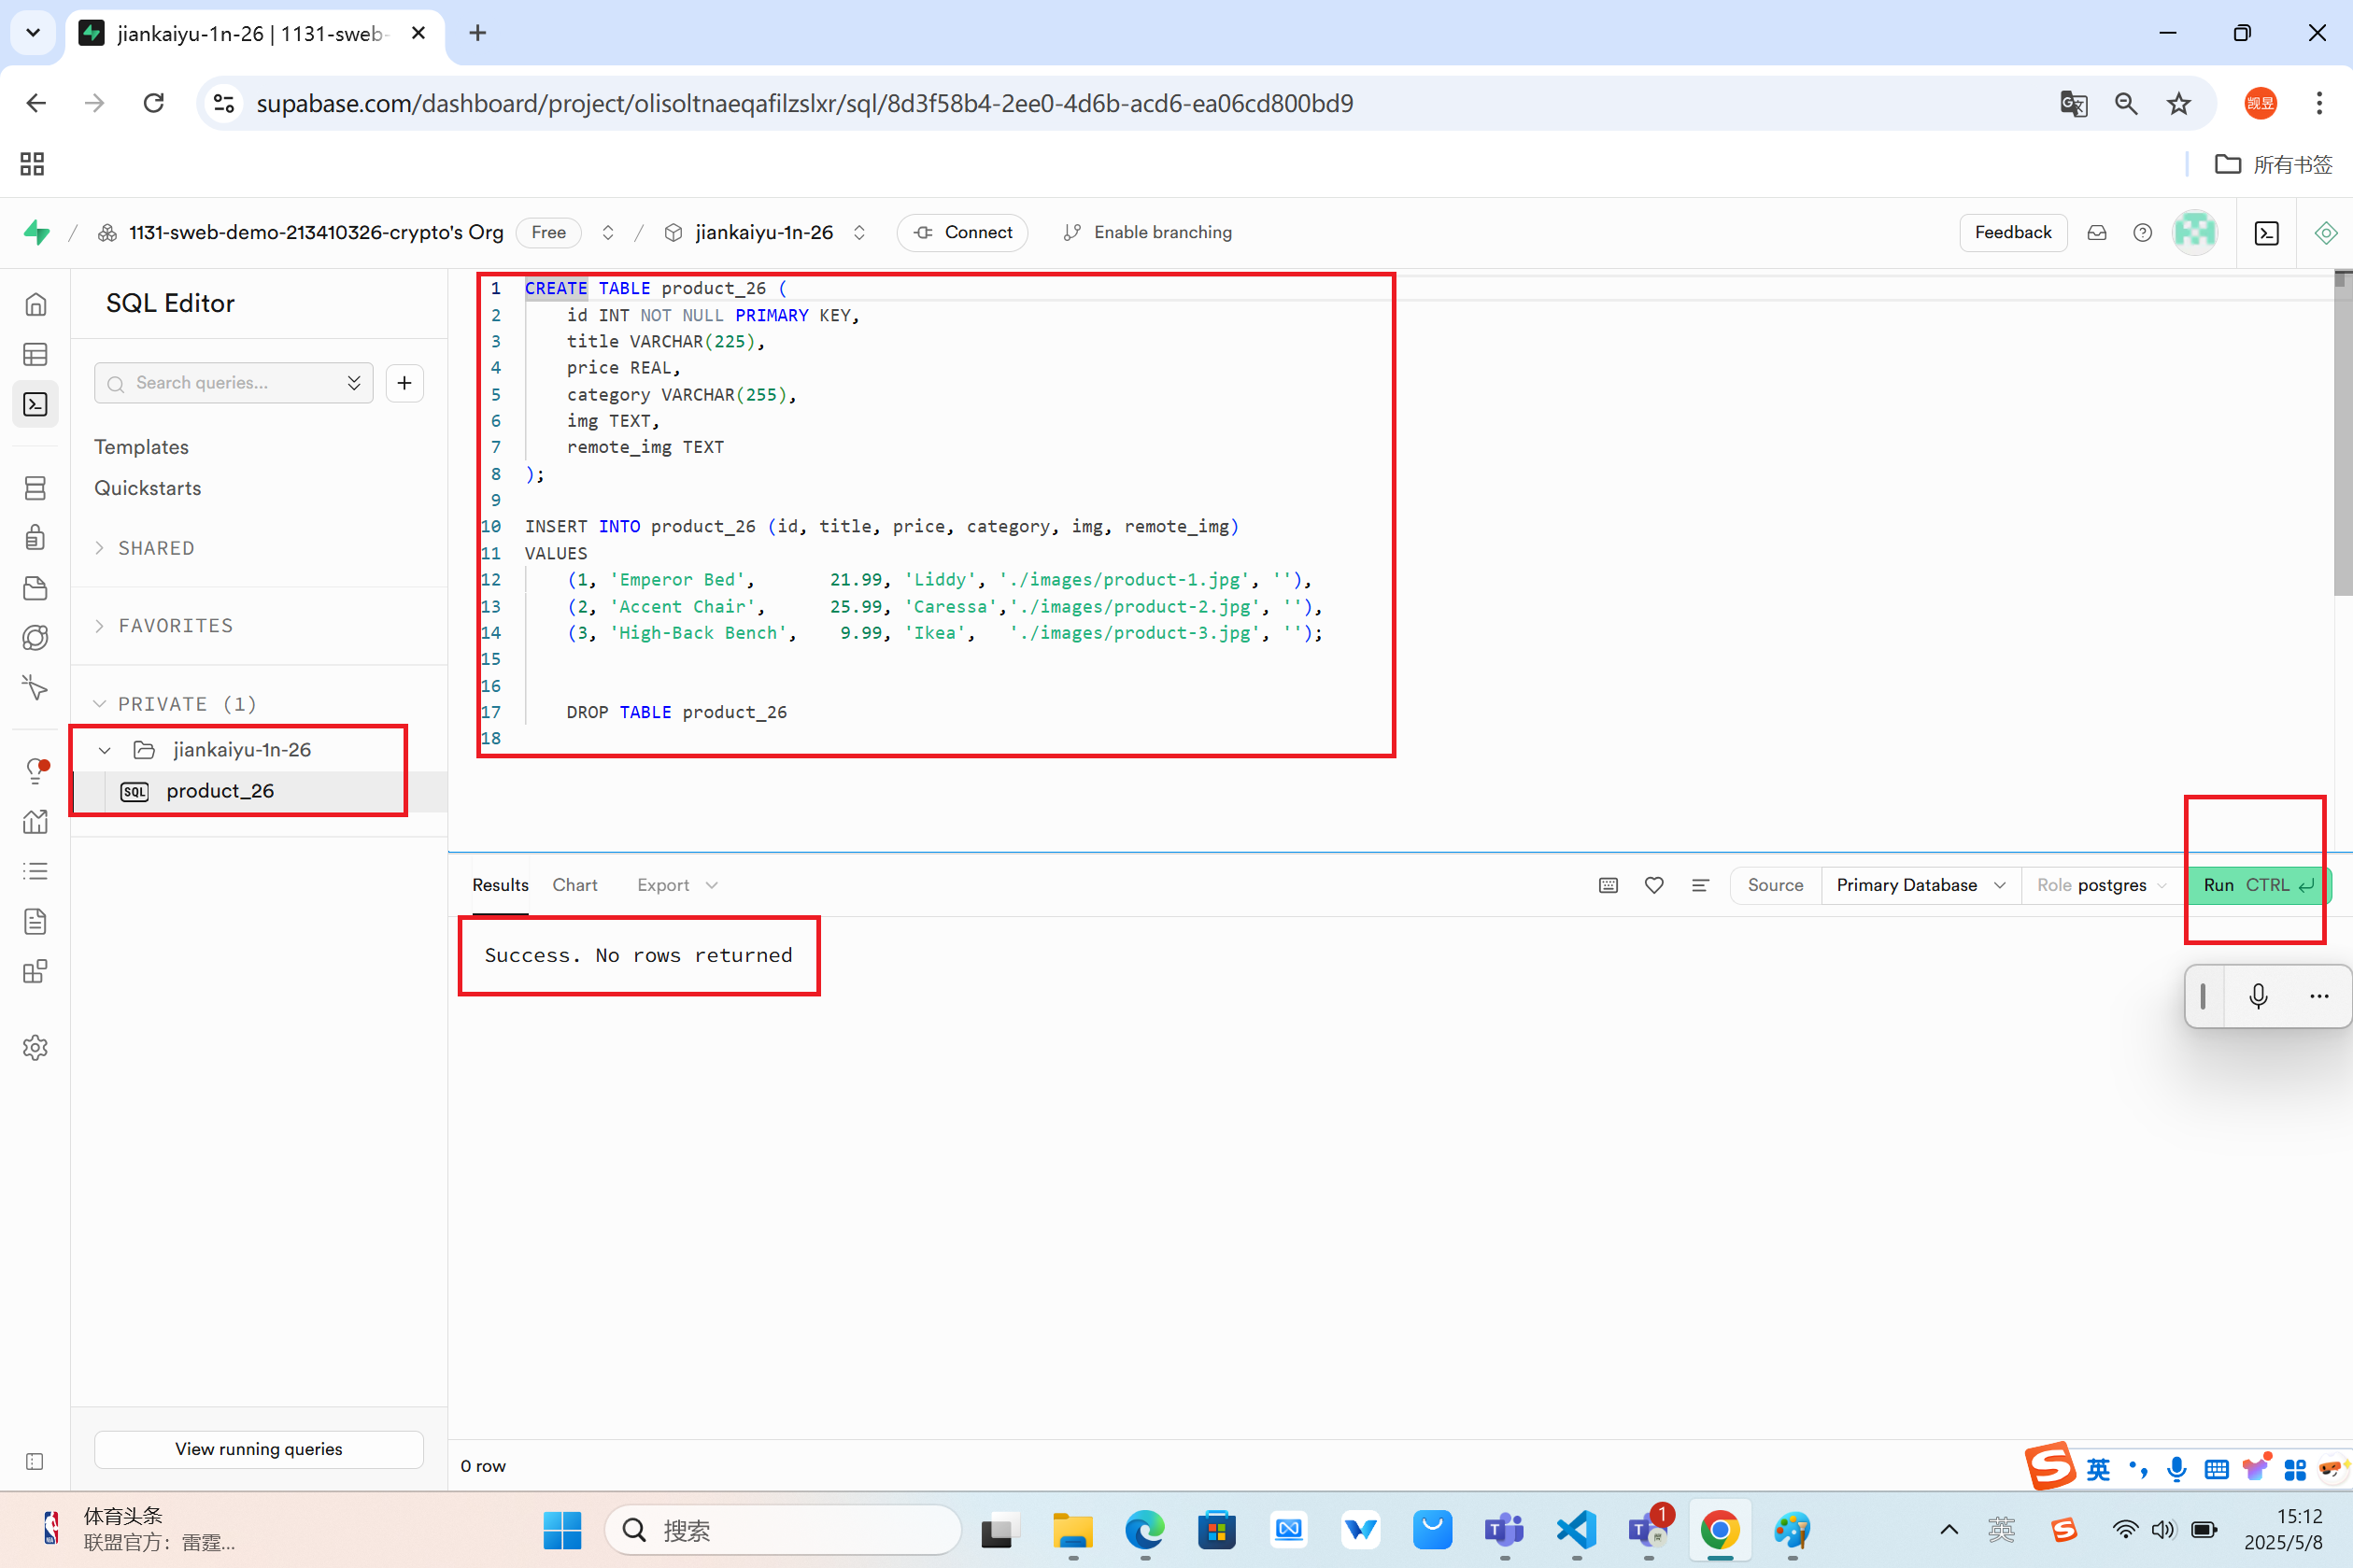 jiankaiyu-1n-26 | 1131-sweb-
supabase.com/dashboard/project/olisoltnaeqafilzslxr/sql/8d3f58b4-2ee0-4d6b-acd6-ea06cd800bd9
觊昱
所有书签
/ 1131-sweb-demo-213410326-crypto's Org Free / jiankaiyu-1n-26 Connect Enable branching Feedback
SQL Editor
Search queries...
Templates
Quickstarts
SHARED
FAVORITES
PRIVATE (1)
jiankaiyu-1n-26
SQL product_26
View running queries
1 CREATE TABLE product_26 (
2 id INT NOT NULL PRIMARY KEY,
3 title VARCHAR(225),
4 price REAL,
5 category VARCHAR(255),
6 img TEXT,
7 remote_img TEXT
8 );
9
10 INSERT INTO product_26 (id, title, price, category, img, remote_img)
11 VALUES
12 (1, 'Emperor Bed', 21.99, 'Liddy', './images/product-1.jpg', ''),
13 (2, 'Accent Chair', 25.99, 'Caressa','./images/product-2.jpg', ''),
14 (3, 'High-Back Bench', 9.99, 'Ikea', './images/product-3.jpg', '');
15
16
17 DROP TABLE product_26
18
Results Chart Export Source Primary Database Role postgres Run CTRL
Success. No rows returned
0 row
英
体育头条
联盟官方：雷霆...
搜索
1
英
15:12
2025/5/8